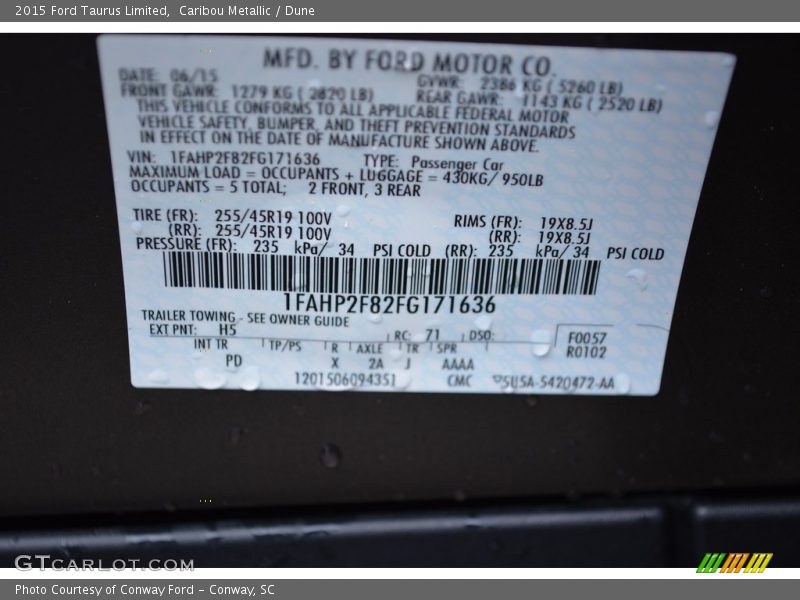 2015 Ford Taurus Limited, Caribou Metallic / Dune
MFD. BY FORD MOTOR CO.
DATE: 06/15 GVWR: 2386 KG ( 5260 LB)
FRONT GAWR: 1279 KG ( 2820 LB) REAR GAWR: 1143 KG ( 2520 LB)
THIS VEHICLE CONFORMS TO ALL APPLICABLE FEDERAL MOTOR
VEHICLE SAFETY, BUMPER, AND THEFT PREVENTION STANDARDS
IN EFFECT ON THE DATE OF MANUFACTURE SHOWN ABOVE.
VIN: 1FAHP2F82FG171636 TYPE: Passenger Car
MAXIMUM LOAD = OCCUPANTS + LUGGAGE = 430KG/ 950LB
OCCUPANTS = 5 TOTAL; 2 FRONT, 3 REAR
TIRE (FR): 255/45R19 100V RIMS (FR): 19X8.5J
(RR): 255/45R19 100V (RR): 19X8.5J
PRESSURE (FR): 235 kPa/ 34 PSI COLD (RR): 235 kPa/ 34 PSI COLD
1FAHP2F82FG171636
TRAILER TOWING - SEE OWNER GUIDE
EXT PNT: H5 RC: 71 DSO: F0057
INT TR TP/PS R AXLE TR SPR R0102
PD X 2A J AAAA
1201506094351 CMC 5U5A-5420472-AA
GTCARLOT.COM
Photo Courtesy of Conway Ford - Conway, SC